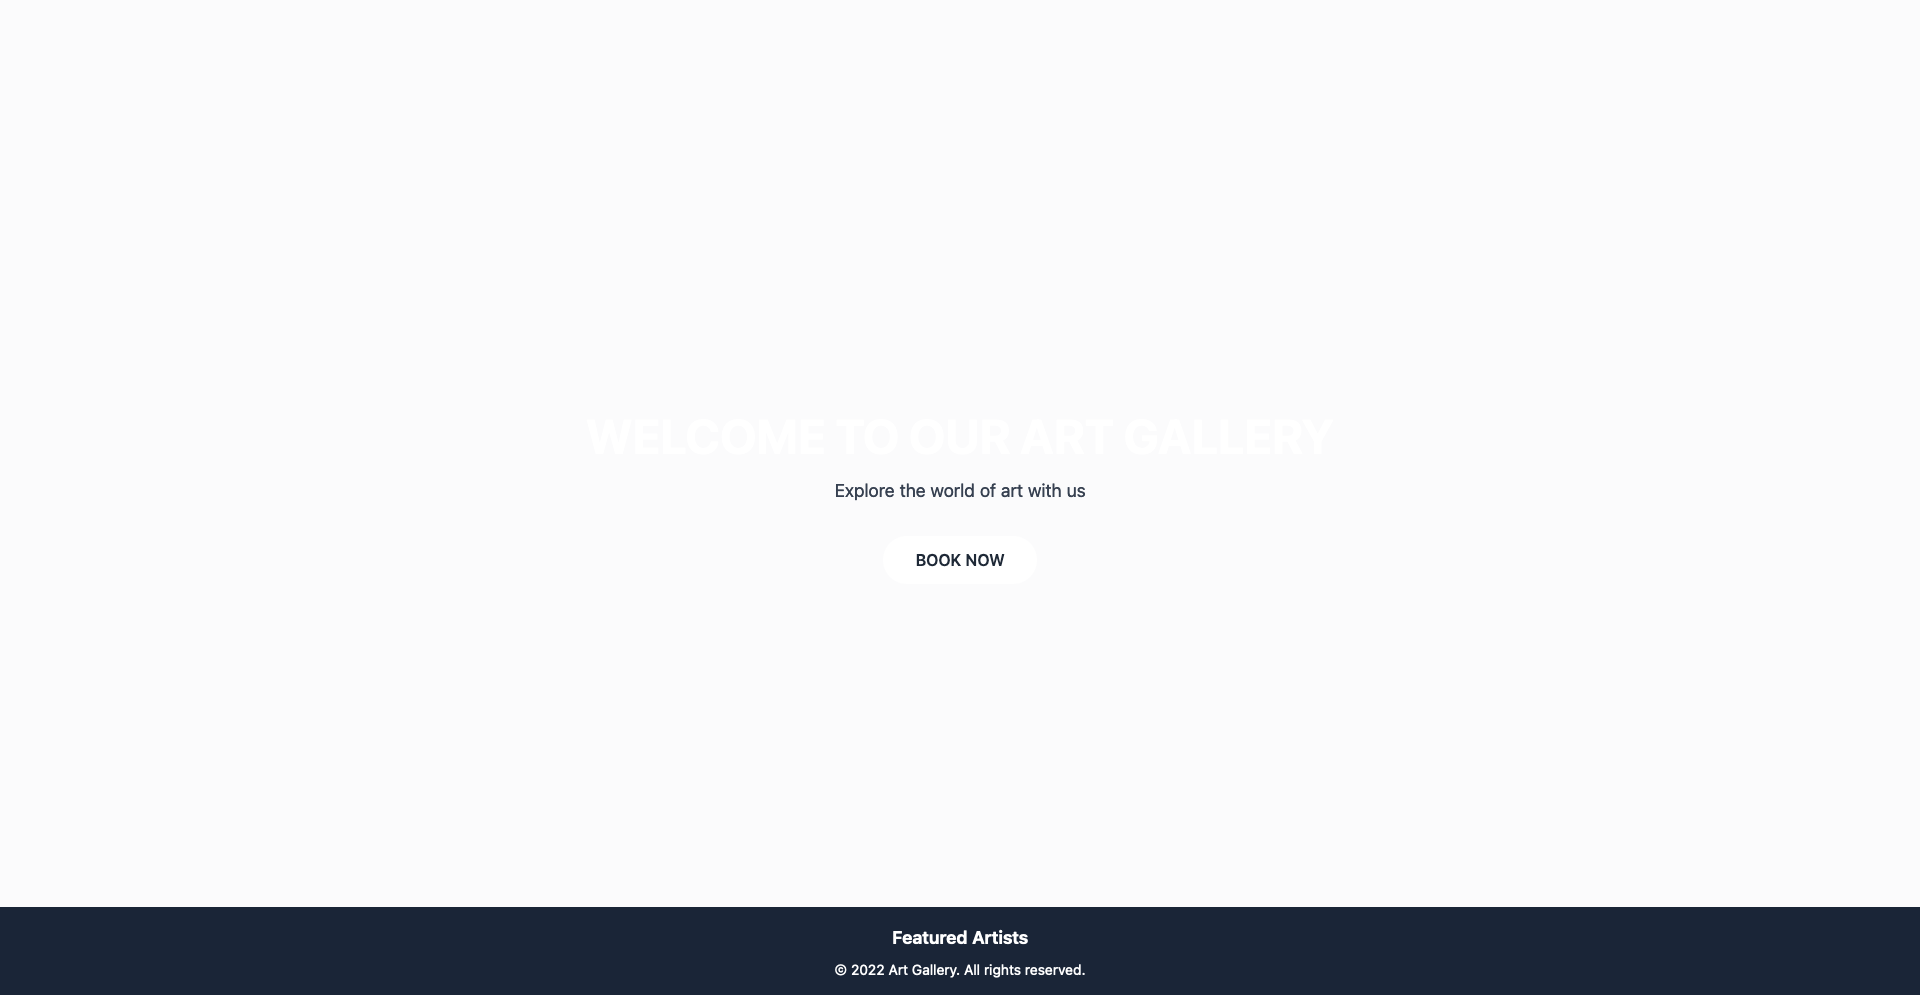 WELCOME TO OUR ART GALLERY
Explore the world of art with us
BOOK NOW
Featured Artists
© 2022 Art Gallery. All rights reserved.